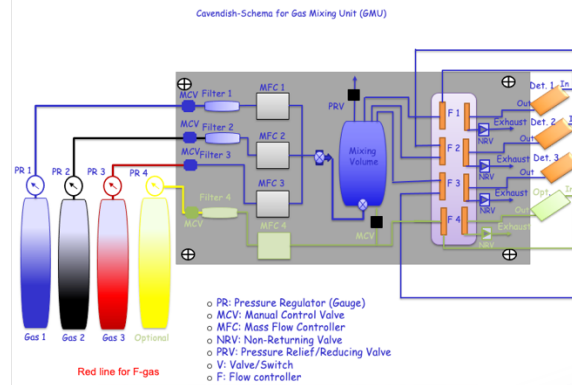 Cavendish-Schema for Gas Mixing Unit (GMU)
MCV Filter 1
MFC 1
PRV
F 1
Det. 1 In
Out
Exhaust
NRV
MCV Filter 2
MFC 2
Mixing
Volume
F 2
Det. 2 In
Out
Exhaust
NRV
MCV Filter 3
MFC 3
F 3
Det. 3
Out
Exhaust
NRV
PR 1 PR 2 PR 3 PR 4
Filter 4
MCV
MFC 4
MCV
F 4
Opt. In
Out
Exhaust
NRV
Gas 1 Gas 2 Gas 3 Optional
Red line for F-gas
o PR: Pressure Regulator (Gauge)
o MCV: Manual Control Valve
o MFC: Mass Flow Controller
o NRV: Non-Returning Valve
o PRV: Pressure Relief/Reducing Valve
o V: Valve/Switch
o F: Flow controller